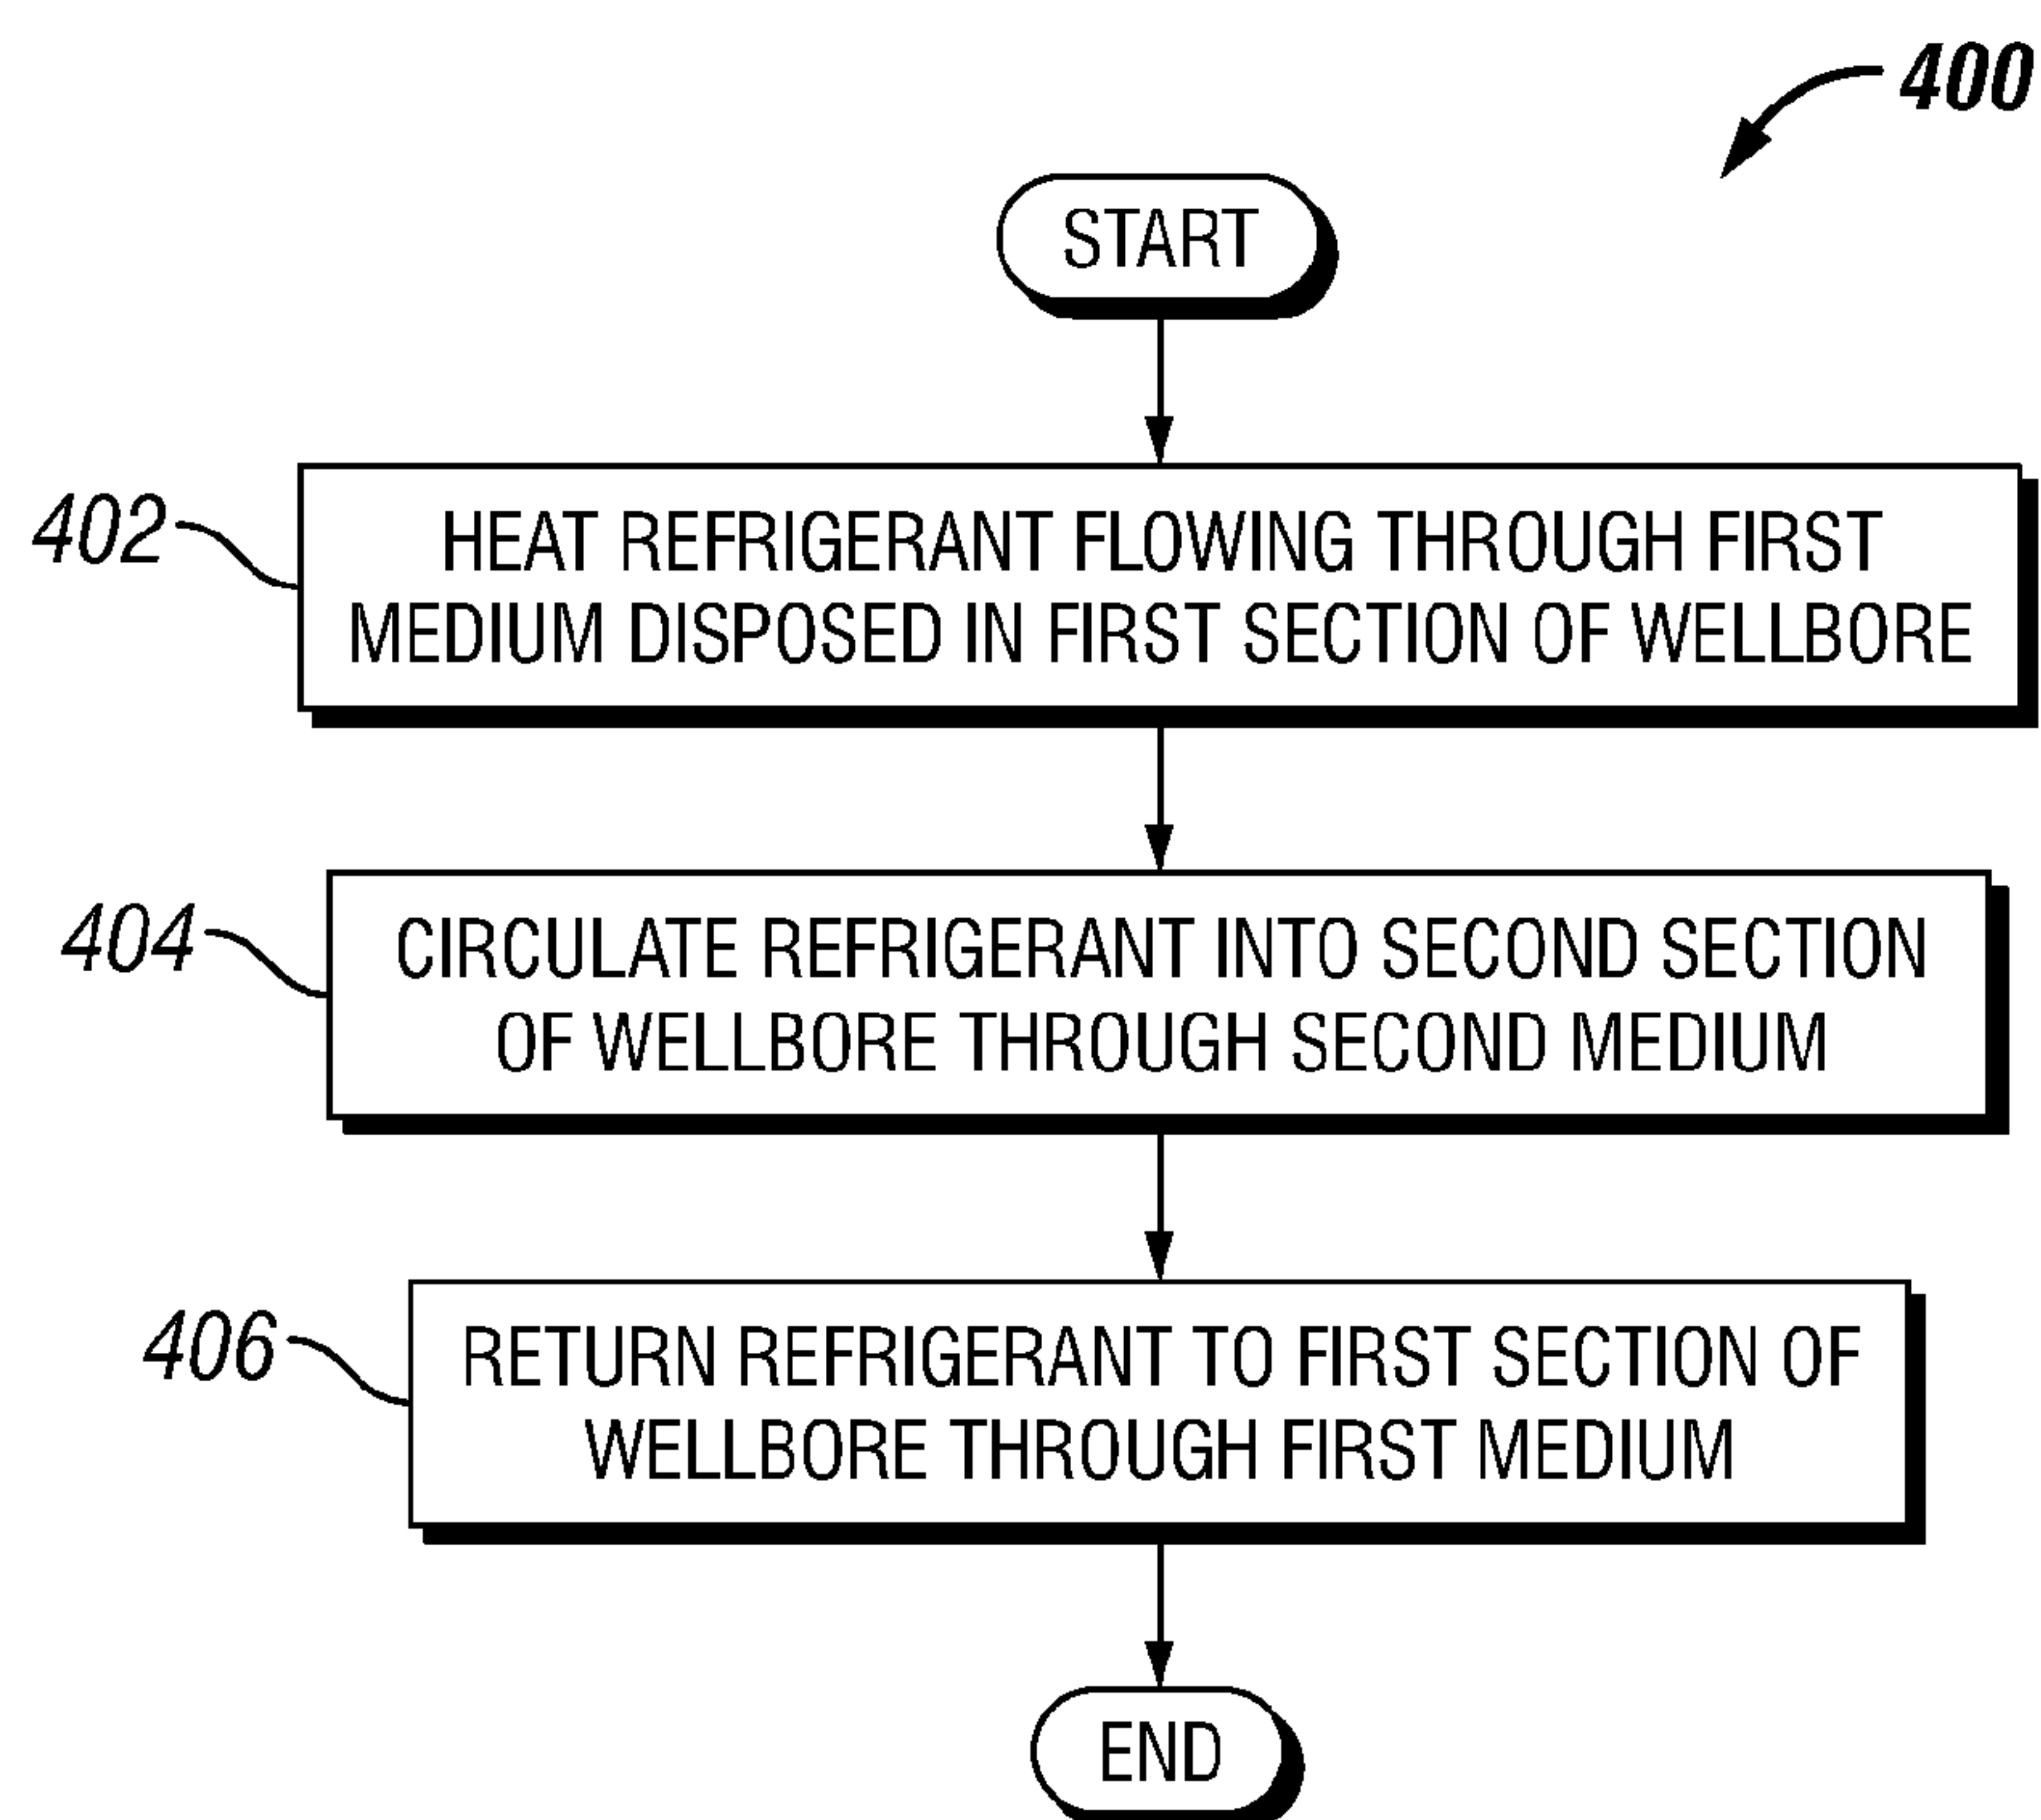 400
START
402
HEAT REFRIGERANT FLOWING THROUGH FIRST
MEDIUM DISPOSED IN FIRST SECTION OF WELLBORE
404
CIRCULATE REFRIGERANT INTO SECOND SECTION
OF WELLBORE THROUGH SECOND MEDIUM
406
RETURN REFRIGERANT TO FIRST SECTION OF
WELLBORE THROUGH FIRST MEDIUM
END